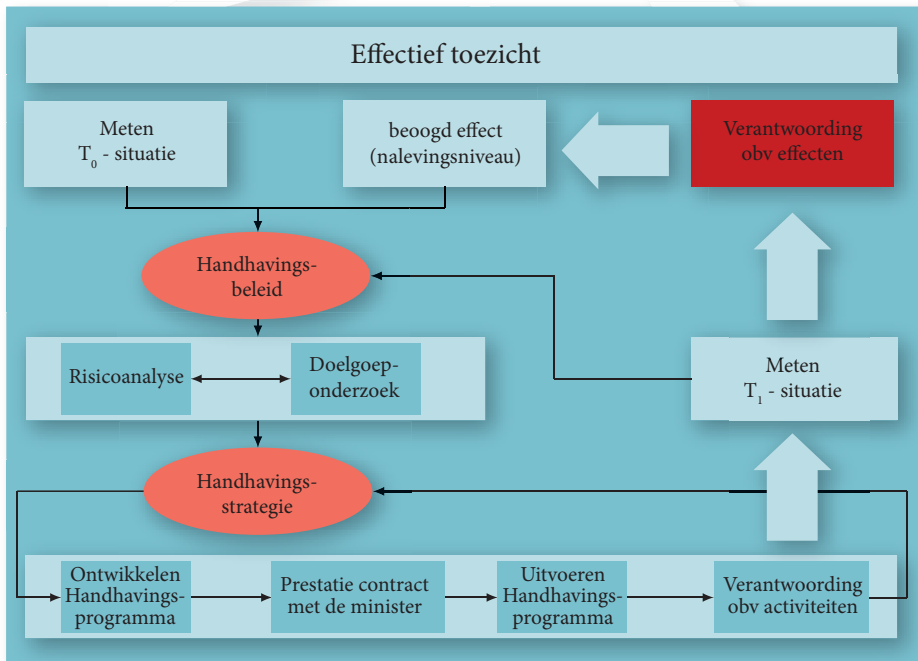 Effectief toezicht
Meten
T0 - situatie
beoogd effect
(nalevingsniveau)
Verantwoording
obv effecten
Handhavings-
beleid
Risicoanalyse
Doelgoep-
onderzoek
Meten
T1 - situatie
Handhavings-
strategie
Ontwikkelen
Handhavings-
programma
Prestatie contract
met de minister
Uitvoeren
Handhavings-
programma
Verantwoording
obv activiteiten